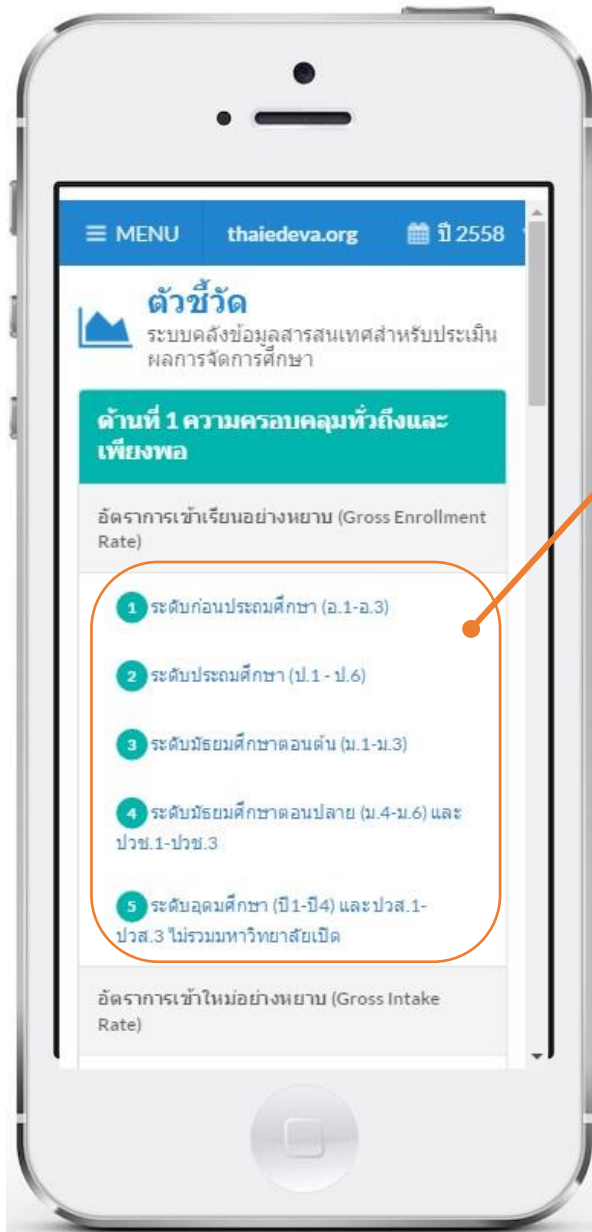 ≡ MENU thaiedeva.org ปี 2558
ตัวชี้วัด
ระบบคลังข้อมูลสารสนเทศสำหรับประเมิน
ผลการจัดการศึกษา
ด้านที่ 1 ความครอบคลุมทั่วถึงและ
เพียงพอ
อัตราการเข้าเรียนอย่างหยาบ (Gross Enrollment
Rate)
1 ระดับก่อนประถมศึกษา (อ.1-อ.3)
2 ระดับประถมศึกษา (ป.1 - ป.6)
3 ระดับมัธยมศึกษาตอนต้น (ม.1-ม.3)
4 ระดับมัธยมศึกษาตอนปลาย (ม.4-ม.6) และ
ปวช.1-ปวช.3
5 ระดับอุดมศึกษา (ปี1-ปี4) และปวส.1-
ปวส.3 ไม่รวมมหาวิทยาลัยเปิด
อัตราการเข้าใหม่อย่างหยาบ (Gross Intake
Rate)